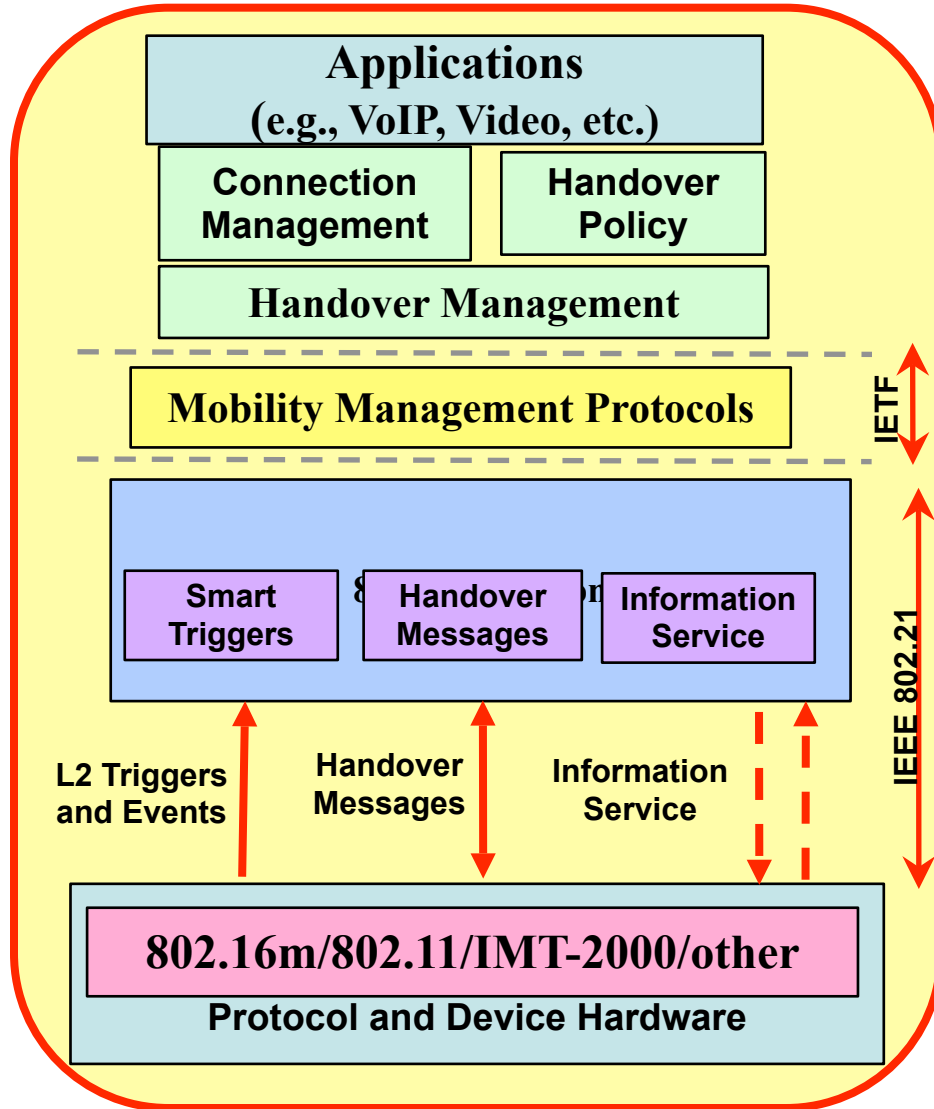 Applications
(e.g., VoIP, Video, etc.)
Connection
Management
Handover
Policy
Handover Management
Mobility Management Protocols
IETF
Smart
Triggers
Handover
Messages
Information
Service
IEEE 802.21
L2 Triggers
and Events
Handover
Messages
Information
Service
802.16m/802.11/IMT-2000/other
Protocol and Device Hardware